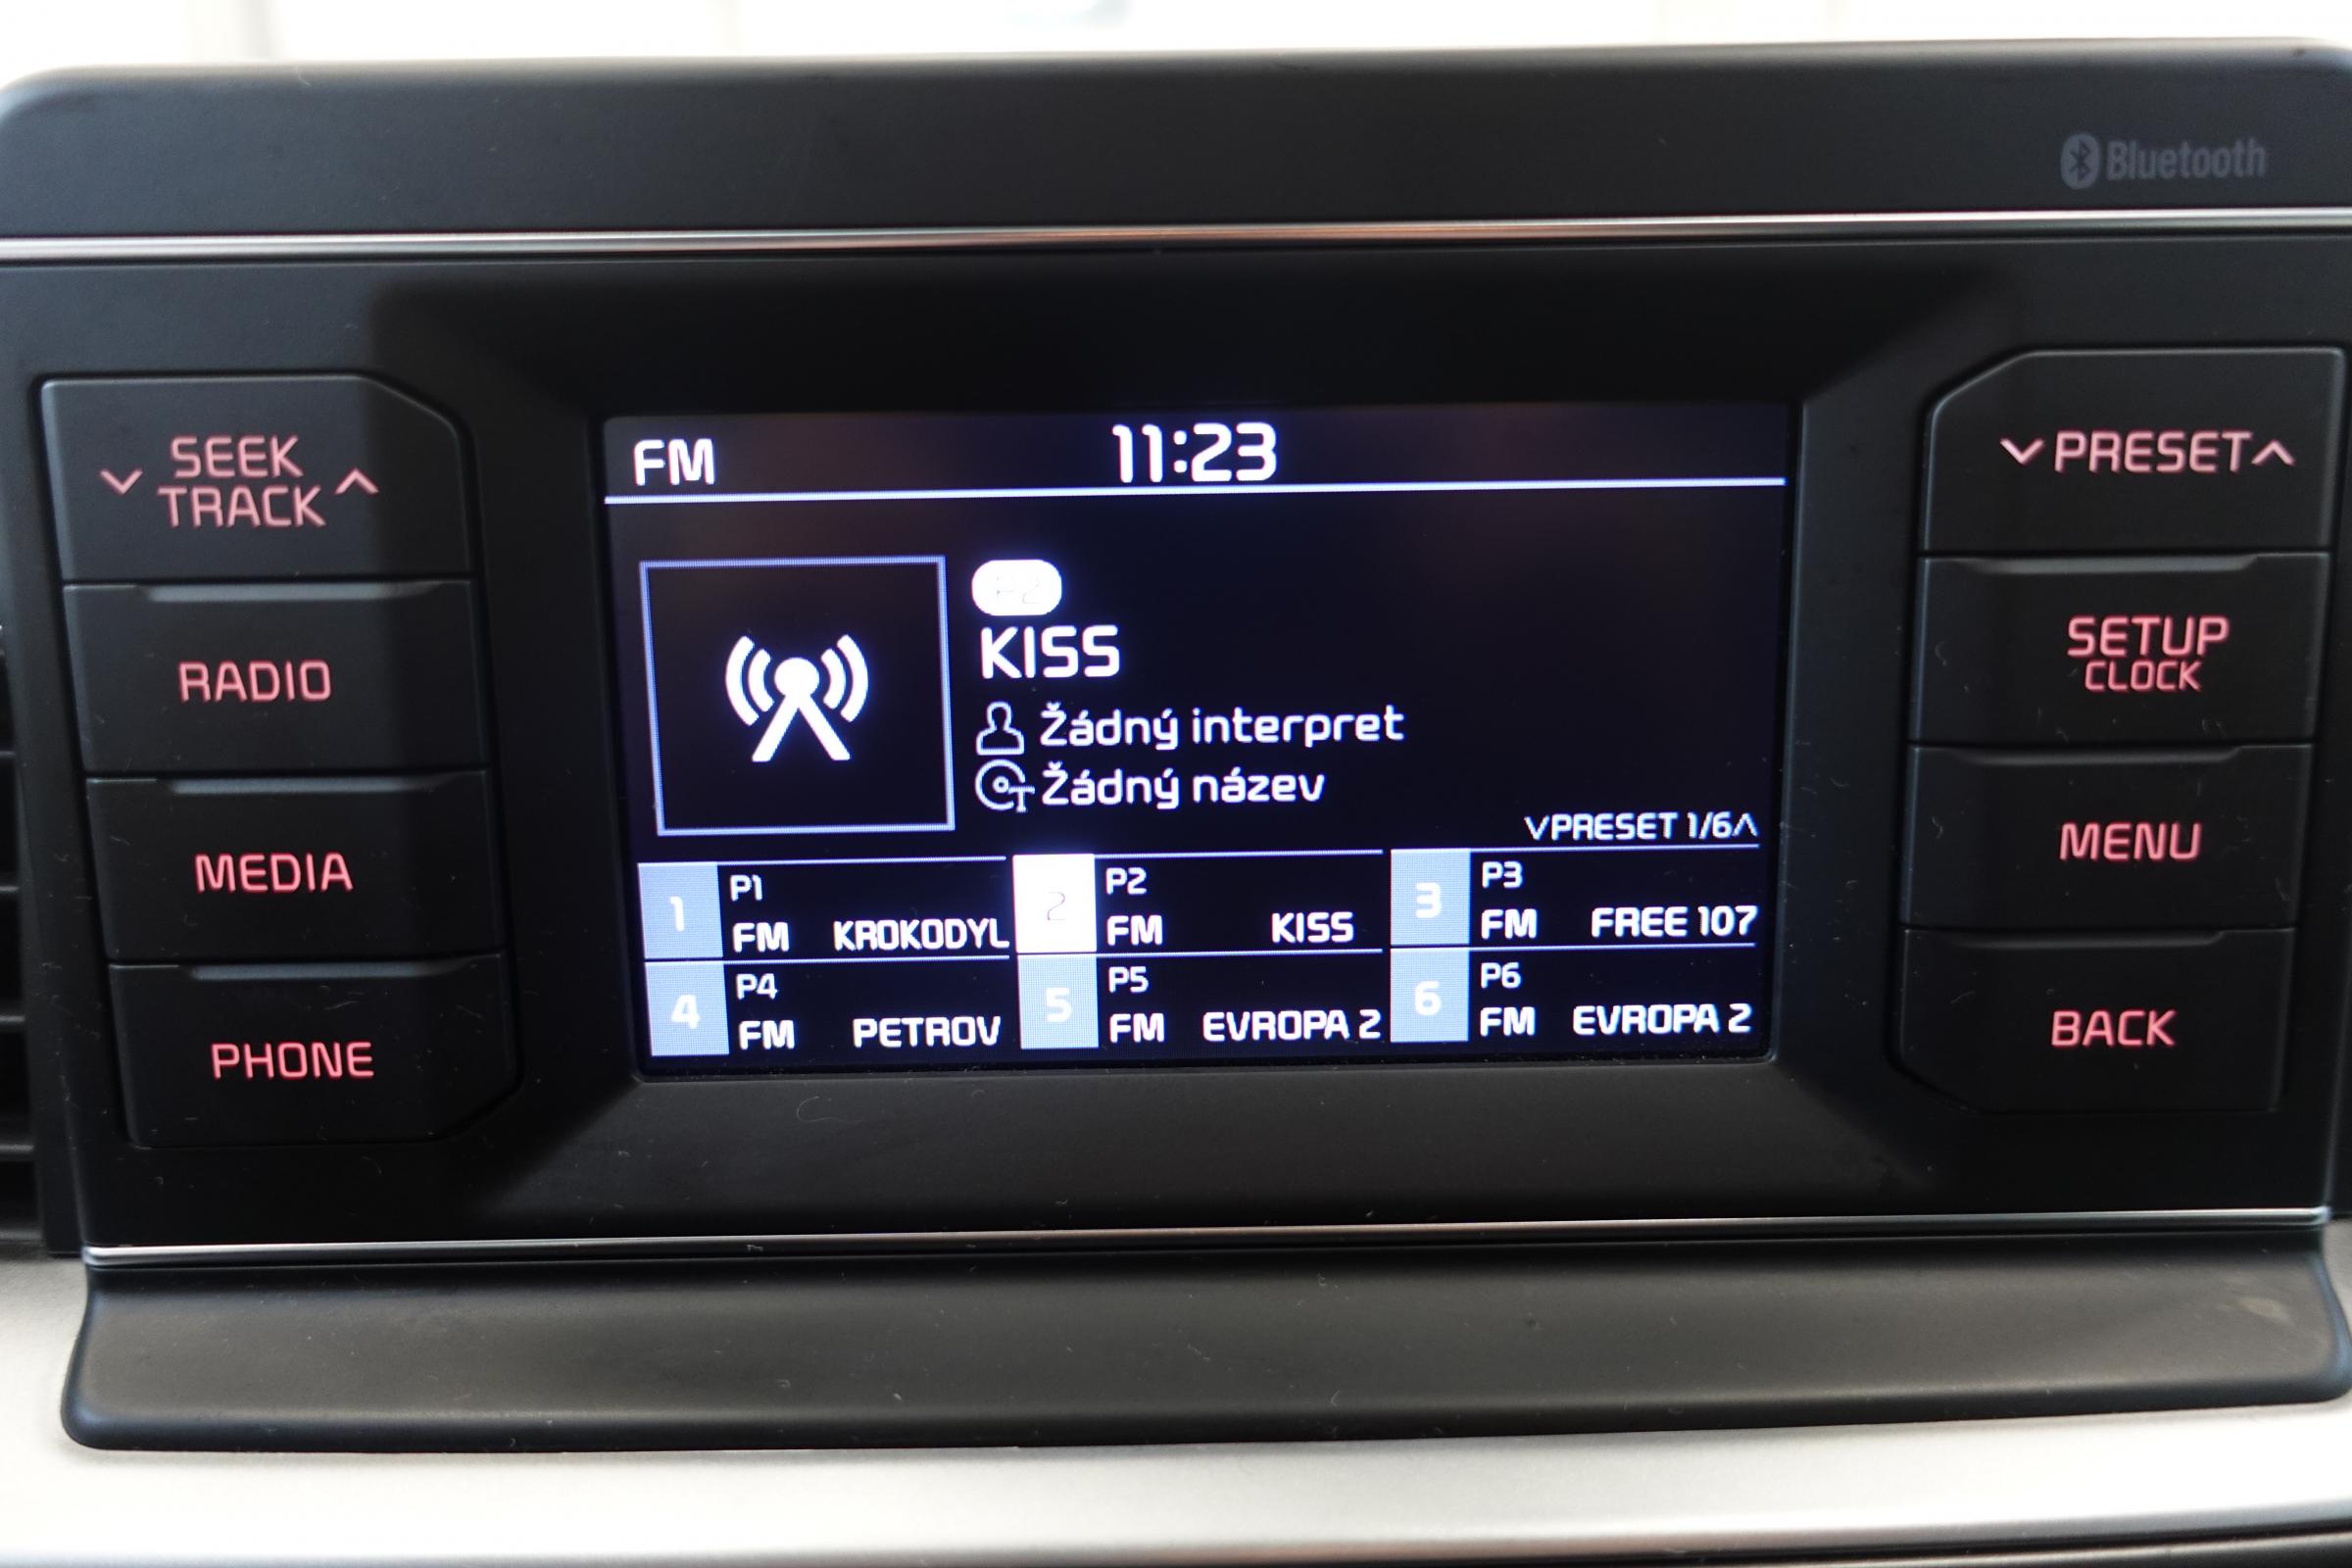 Bluetooth
SEEK
TRACK
RADIO
MEDIA
PHONE
FM 11:23
P2
KISS
Žádný interpret
Žádný název
PRESET 1/6
1 P1
FM KROKODYL
2 P2
FM KISS
3 P3
FM FREE 107
4 P4
FM PETROV
5 P5
FM EVROPA 2
6 P6
FM EVROPA 2
PRESET
SETUP
CLOCK
MENU
BACK